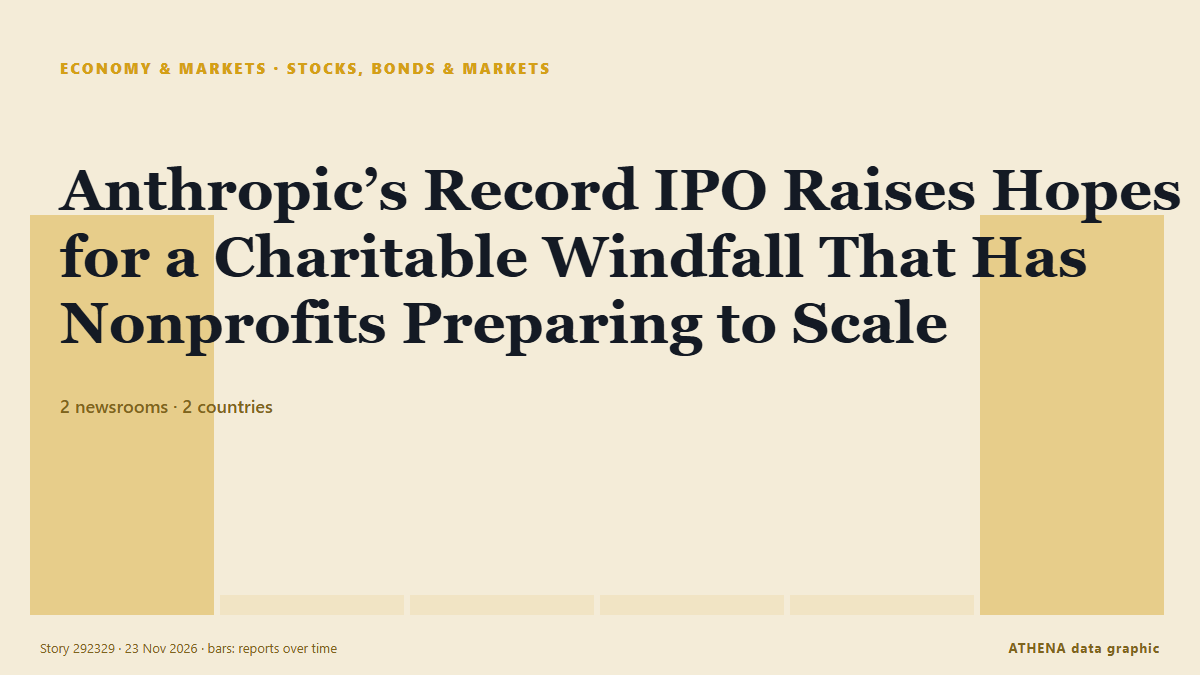 ECONOMY & MARKETS · STOCKS, BONDS & MARKETS
Anthropic’s Record IPO Raises Hopes
for a Charitable Windfall That Has
Nonprofits Preparing to Scale
2 newsrooms · 2 countries
Story 292329 · 23 Nov 2026 · bars: reports over time
ATHENA data graphic